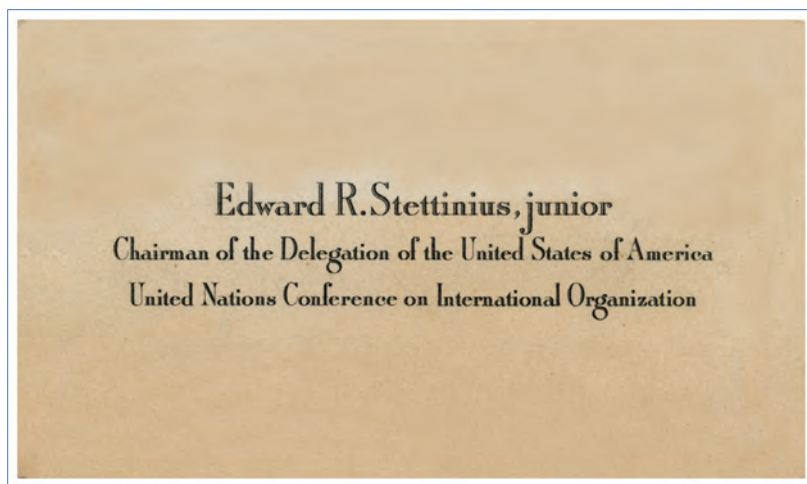 Edward R. Stettinius, junior
Chairman of the Delegation of the United States of America
United Nations Conference on International Organization